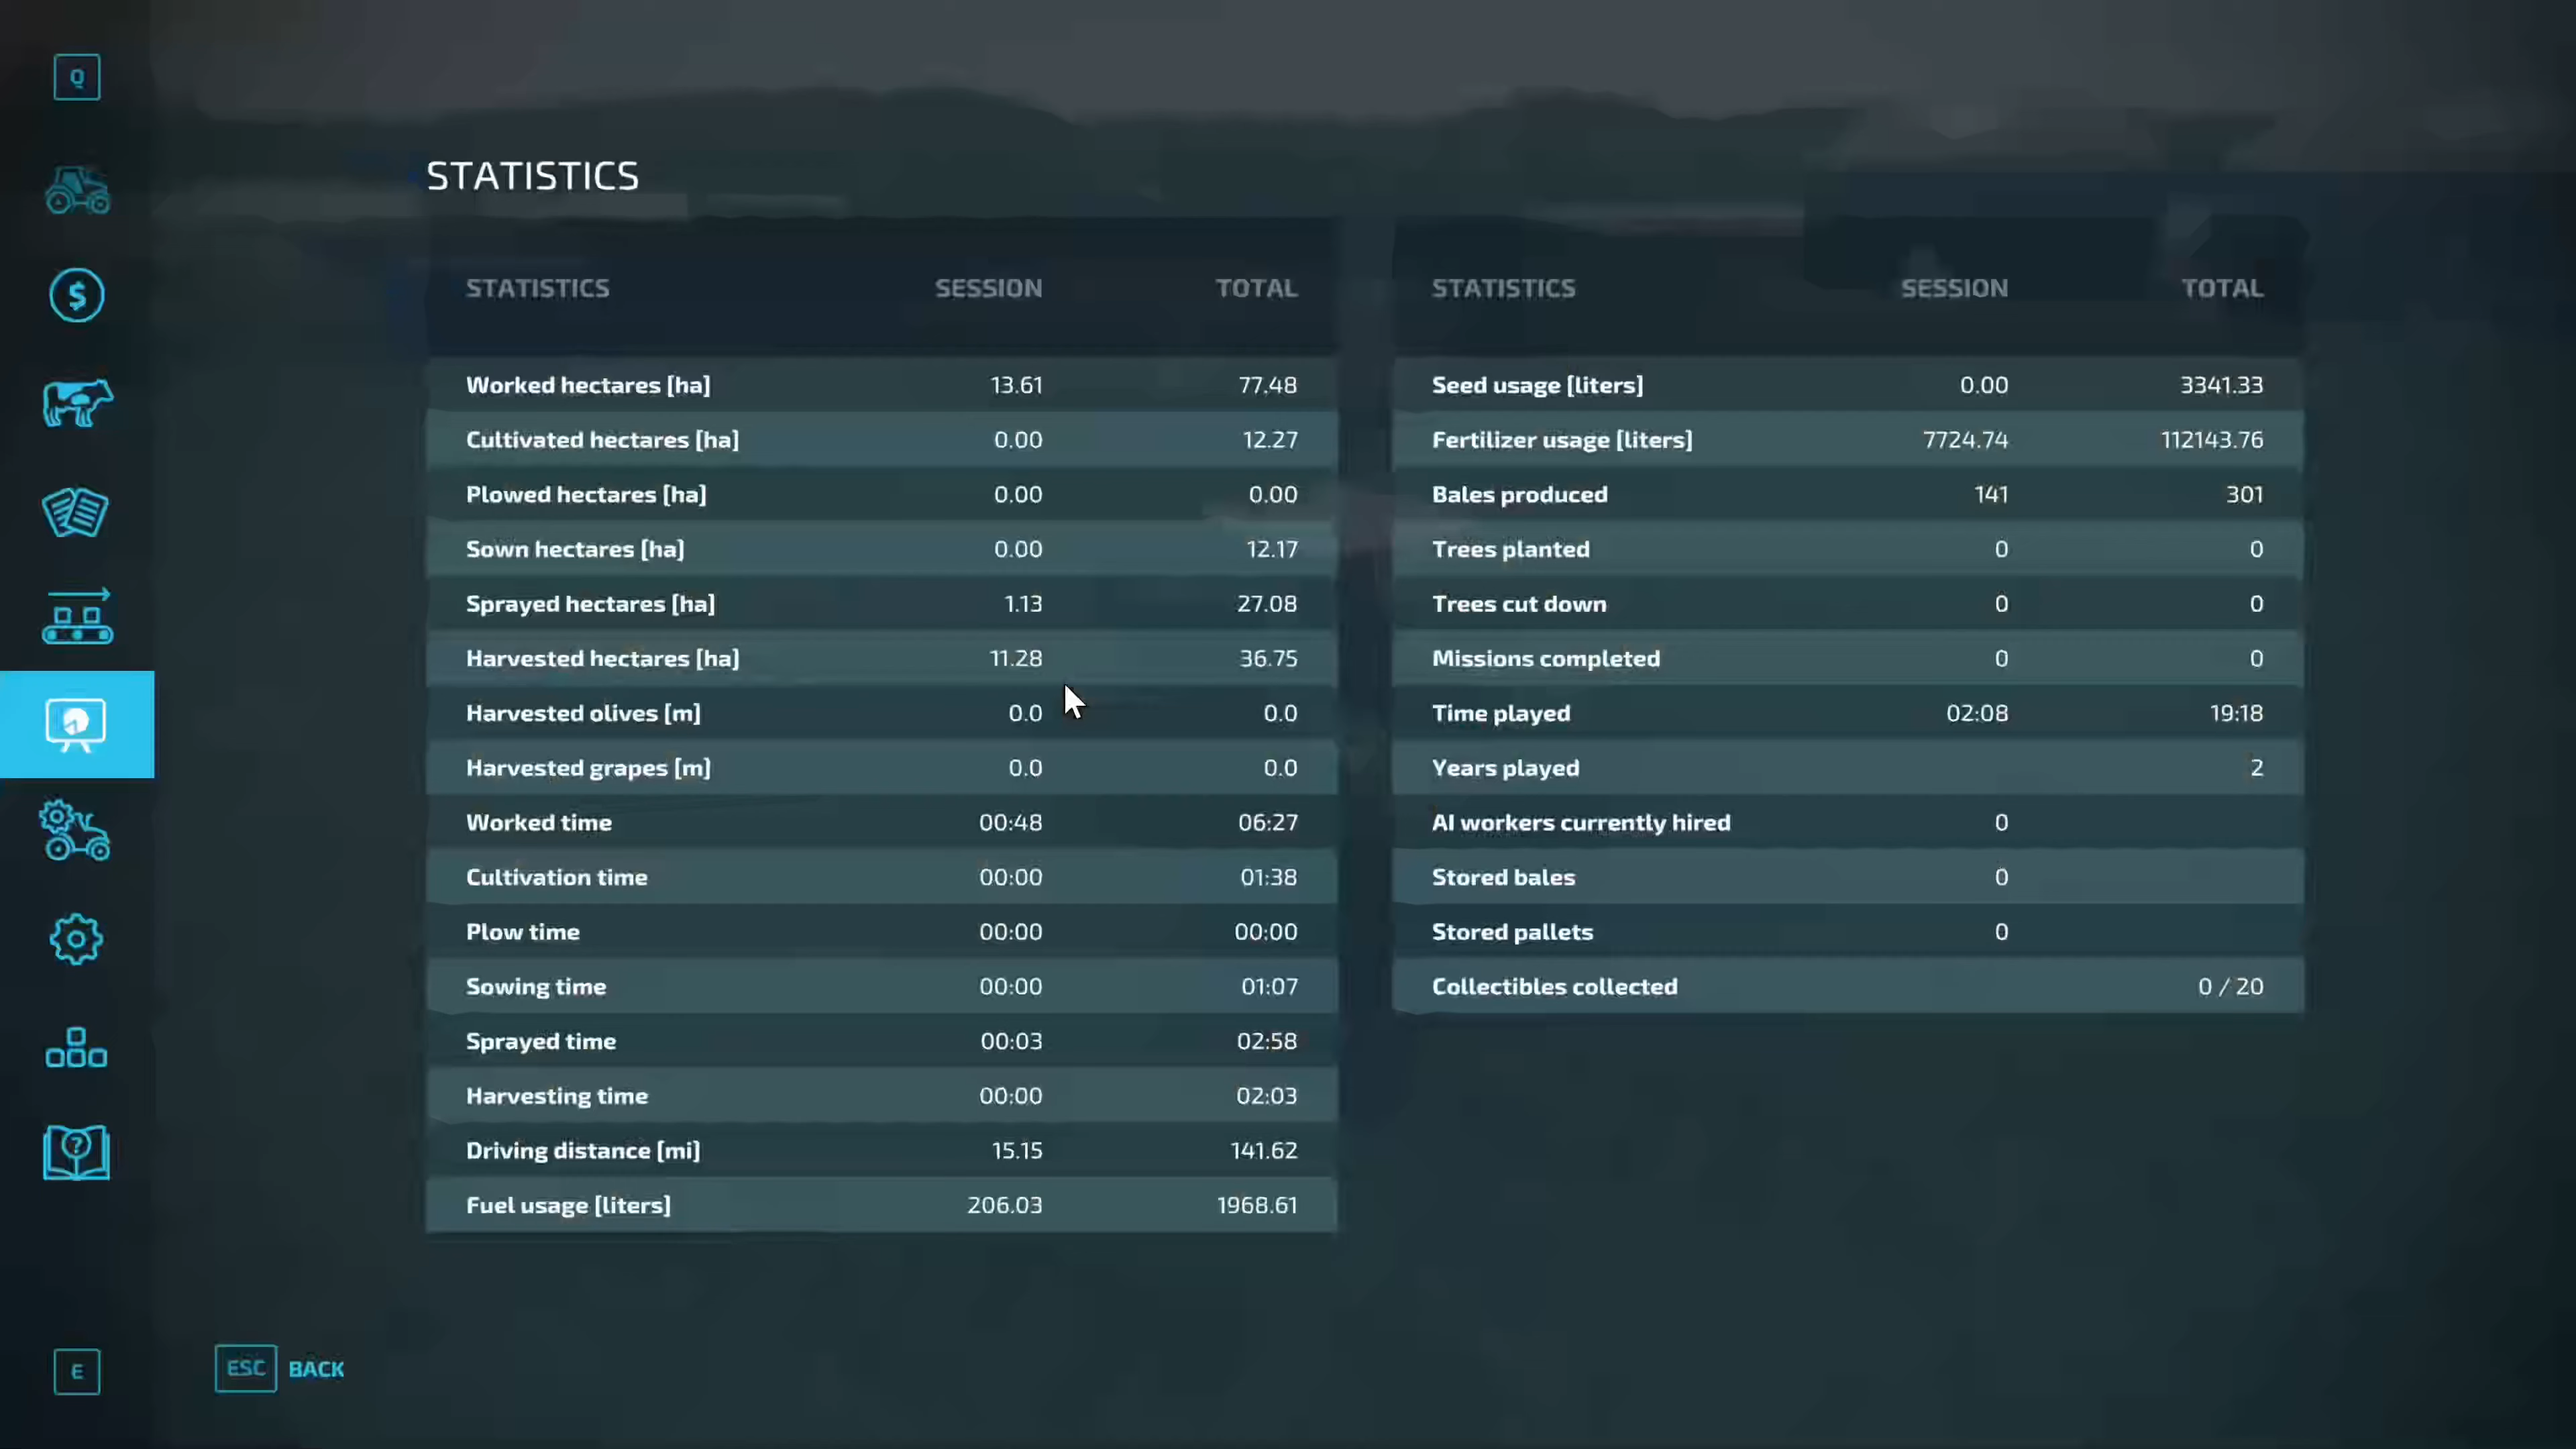 Q
STATISTICS
STATISTICS SESSION TOTAL
Worked hectares [ha] 13.61 77.48
Cultivated hectares [ha] 0.00 12.27
Plowed hectares [ha] 0.00 0.00
Sown hectares [ha] 0.00 12.17
Sprayed hectares [ha] 1.13 27.08
Harvested hectares [ha] 11.28 36.75
Harvested olives [m] 0.0 0.0
Harvested grapes [m] 0.0 0.0
Worked time 00:48 06:27
Cultivation time 00:00 01:38
Plow time 00:00 00:00
Sowing time 00:00 01:07
Sprayed time 00:03 02:58
Harvesting time 00:00 02:03
Driving distance [mi] 15.15 141.62
Fuel usage [liters] 206.03 1968.61
STATISTICS SESSION TOTAL
Seed usage [liters] 0.00 3341.33
Fertilizer usage [liters] 7724.74 112143.76
Bales produced 141 301
Trees planted 0 0
Trees cut down 0 0
Missions completed 0 0
Time played 02:08 19:18
Years played 2
AI workers currently hired 0
Stored bales 0
Stored pallets 0
Collectibles collected 0 / 20
E
ESC BACK